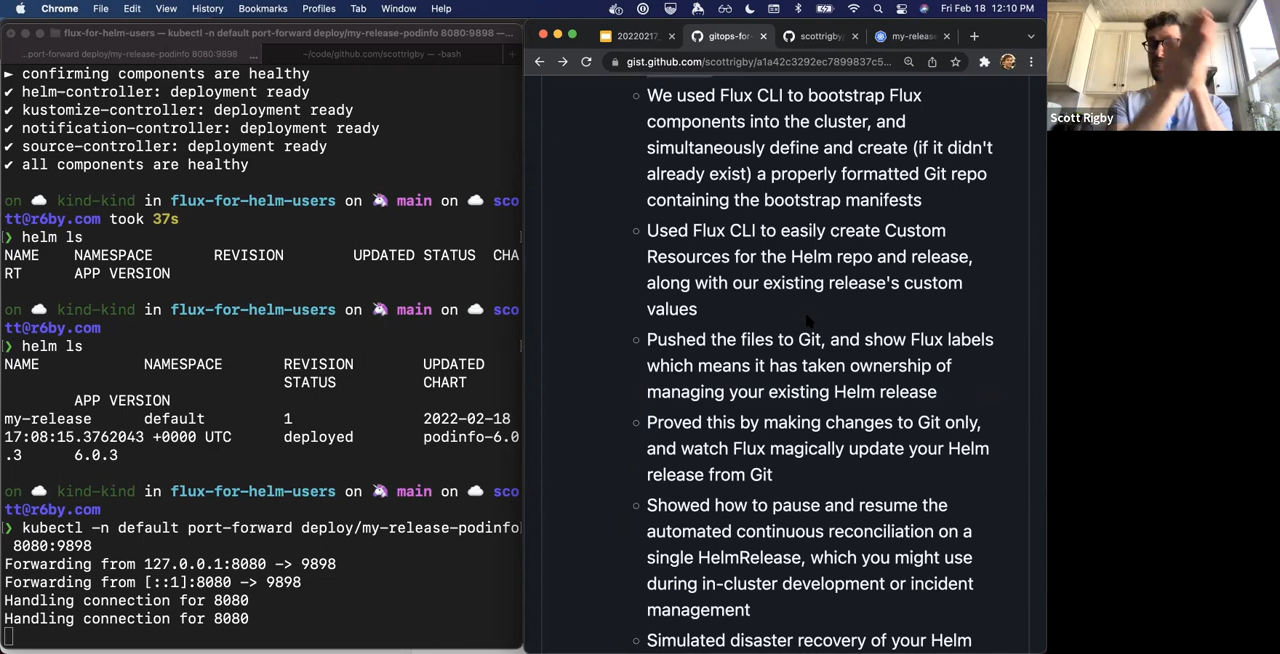 Chrome File Edit View History Bookmarks Profiles Tab Window Help Fri Feb 18 12:10 PM
flux-for-helm-users — kubectl -n default port-forward deploy/my-release-podinfo 8080:9898 —...
..port-forward deploy/my-release-podinfo 8080:9898 ... ~/code/github.com/scottrigby — -bash
► confirming components are healthy
✔ helm-controller: deployment ready
✔ kustomize-controller: deployment ready
✔ notification-controller: deployment ready
✔ source-controller: deployment ready
✔ all components are healthy
on ☁️ kind-kind in flux-for-helm-users on 🦄 main on ☁️ sco
tt@r6by.com took 37s
❯ helm ls
NAME NAMESPACE REVISION UPDATED STATUS CHA
RT APP VERSION
on ☁️ kind-kind in flux-for-helm-users on 🦄 main on ☁️ sco
tt@r6by.com
❯ helm ls
NAME NAMESPACE REVISION UPDATED
STATUS CHART
APP VERSION
my-release default 1 2022-02-18
17:08:15.3762043 +0000 UTC deployed podinfo-6.0
.3 6.0.3
on ☁️ kind-kind in flux-for-helm-users on 🦄 main on ☁️ sco
tt@r6by.com
❯ kubectl -n default port-forward deploy/my-release-podinfo
8080:9898
Forwarding from 127.0.0.1:8080 -> 9898
Forwarding from [::1]:8080 -> 9898
Handling connection for 8080
Handling connection for 8080
20220217_ gitops-for- scottrigby/ my-release
gist.github.com/scottrigby/a1a42c3292ec7899837c5...
We used Flux CLI to bootstrap Flux
components into the cluster, and
simultaneously define and create (if it didn't
already exist) a properly formatted Git repo
containing the bootstrap manifests
Used Flux CLI to easily create Custom
Resources for the Helm repo and release,
along with our existing release's custom
values
Pushed the files to Git, and show Flux labels
which means it has taken ownership of
managing your existing Helm release
Proved this by making changes to Git only,
and watch Flux magically update your Helm
release from Git
Showed how to pause and resume the
automated continuous reconciliation on a
single HelmRelease, which you might use
during in-cluster development or incident
management
Simulated disaster recovery of your Helm
Scott Rigby